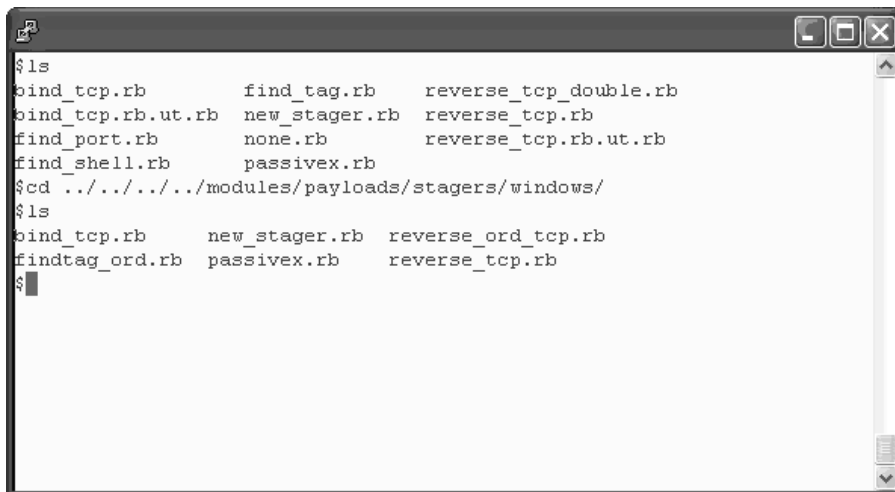 $ls
bind_tcp.rb find_tag.rb reverse_tcp_double.rb
bind_tcp.rb.ut.rb new_stager.rb reverse_tcp.rb
find_port.rb none.rb reverse_tcp.rb.ut.rb
find_shell.rb passivex.rb
$cd ../../../../modules/payloads/stagers/windows/
$ls
bind_tcp.rb new_stager.rb reverse_ord_tcp.rb
findtag_ord.rb passivex.rb reverse_tcp.rb
$